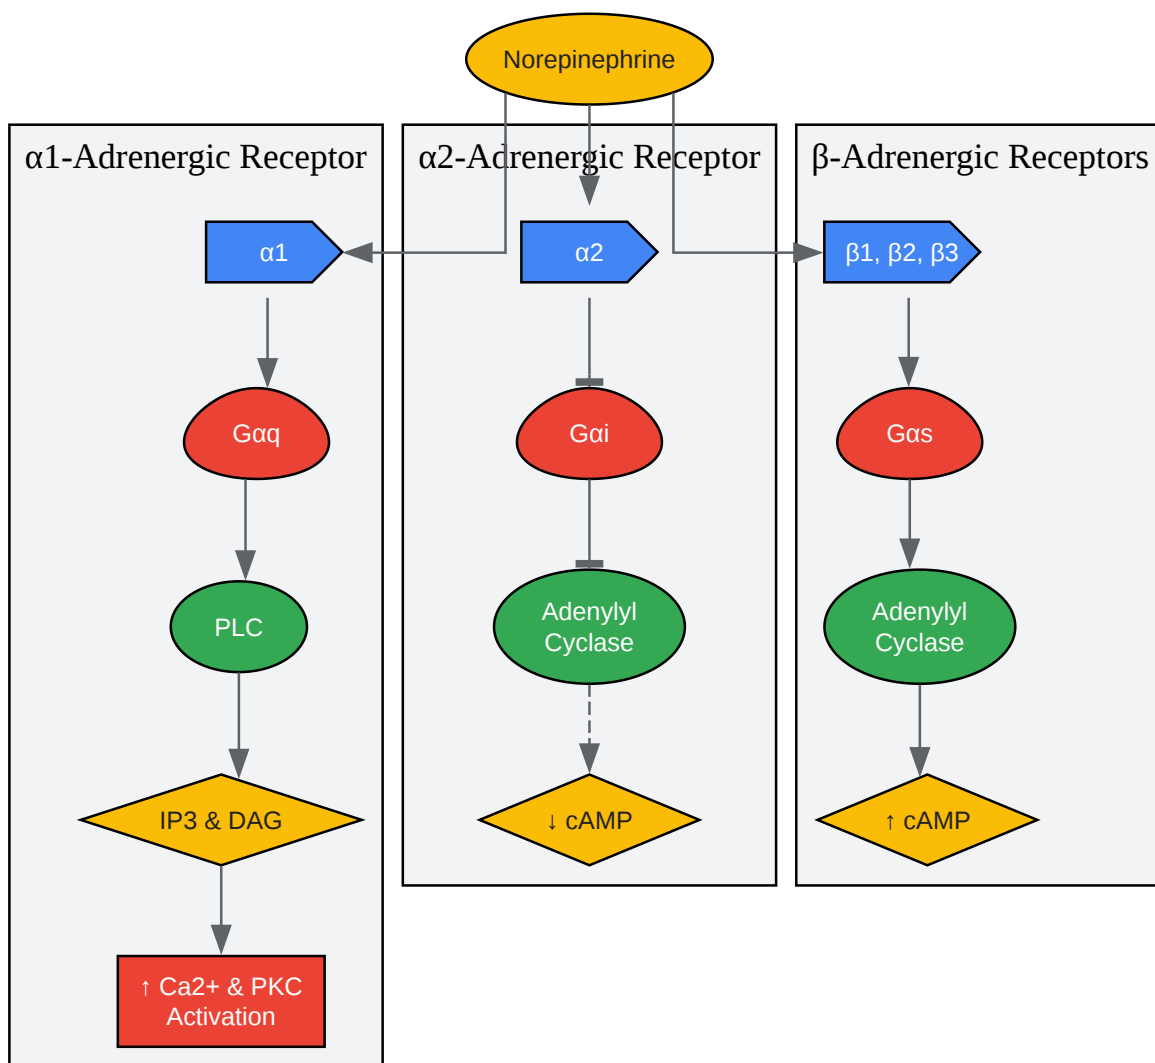 Norepinephrine
α1-Adrenergic Receptor
α2-Adrenergic Receptor
β-Adrenergic Receptors
α1
α2
β1, β2, β3
Gαq
Gαi
Gαs
PLC
Adenylyl
Cyclase
Adenylyl
Cyclase
IP3 & DAG
↓ cAMP
↑ cAMP
↑ Ca2+ & PKC
Activation